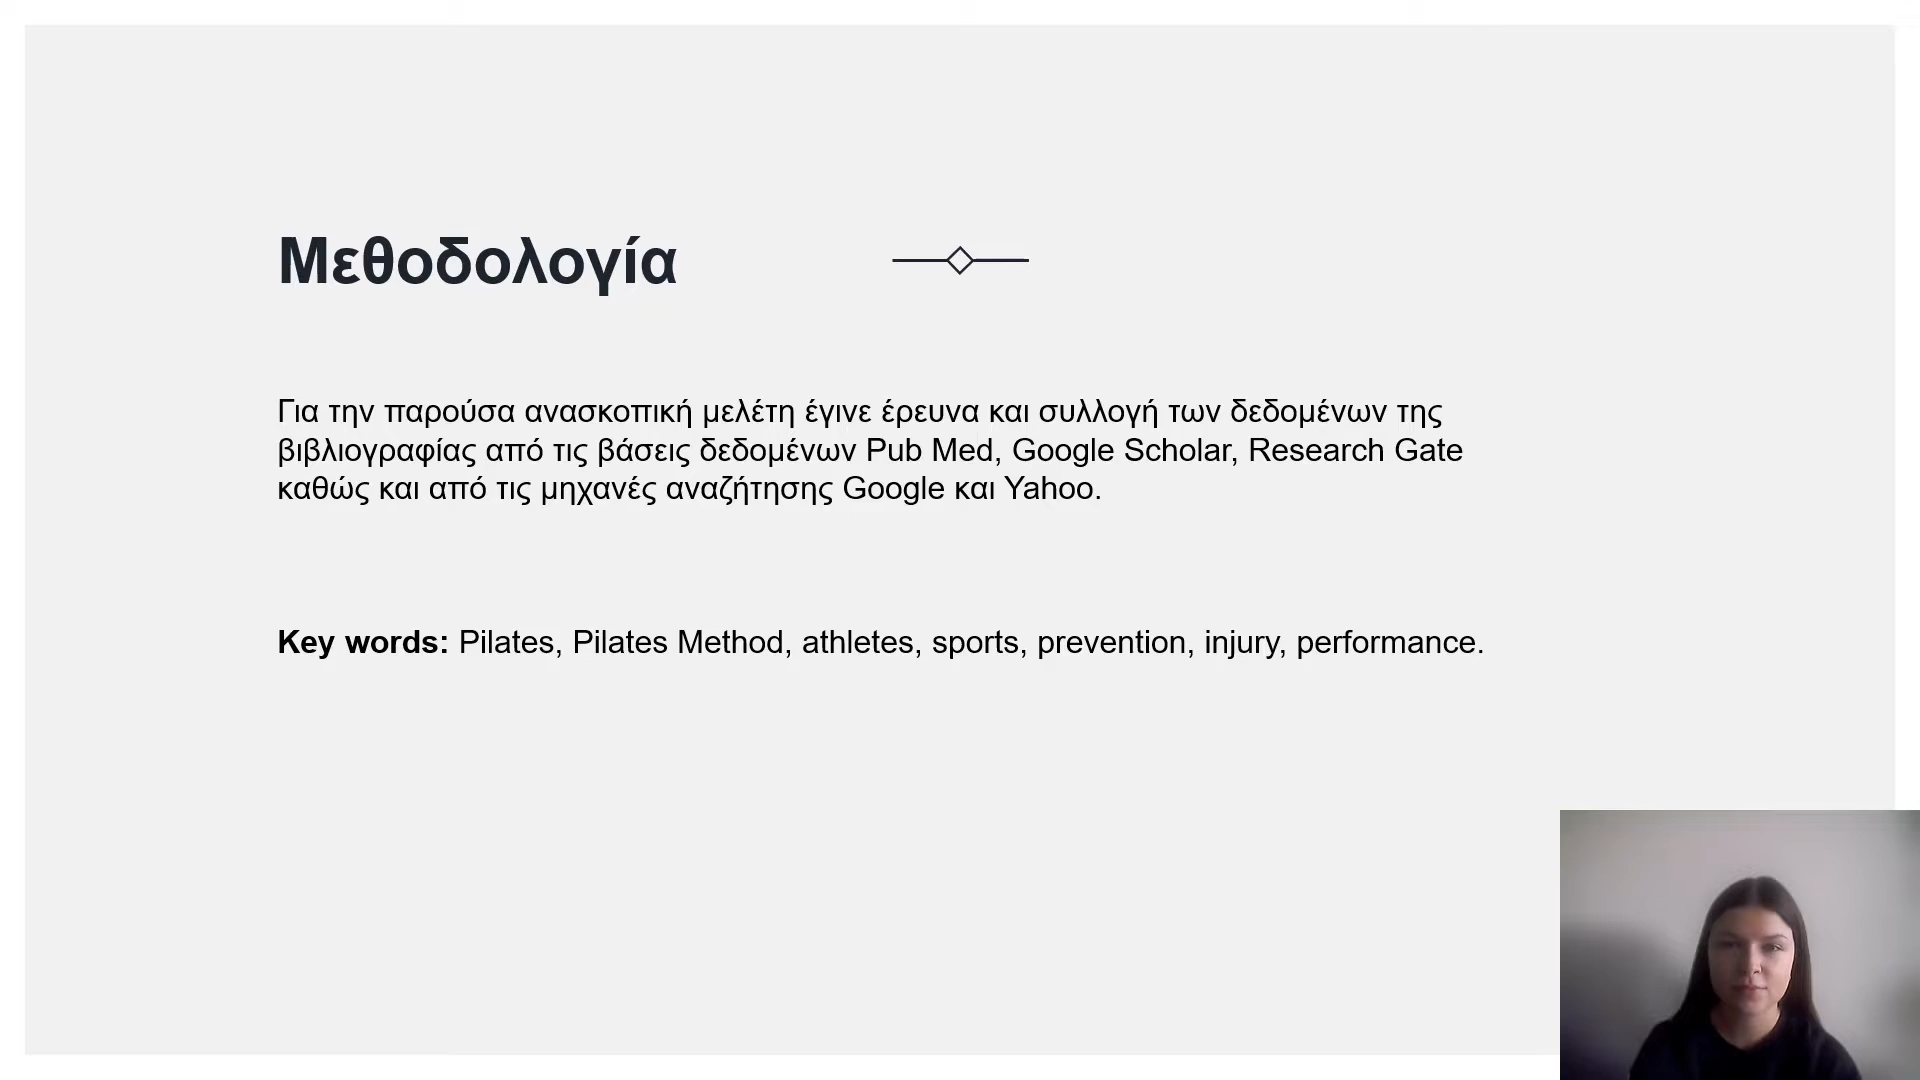 Μεθοδολογία
Για την παρούσα ανασκοπική μελέτη έγινε έρευνα και συλλογή των δεδομένων της
βιβλιογραφίας από τις βάσεις δεδομένων Pub Med, Google Scholar, Research Gate
καθώς και από τις μηχανές αναζήτησης Google και Yahoo.
Key words: Pilates, Pilates Method, athletes, sports, prevention, injury, performance.